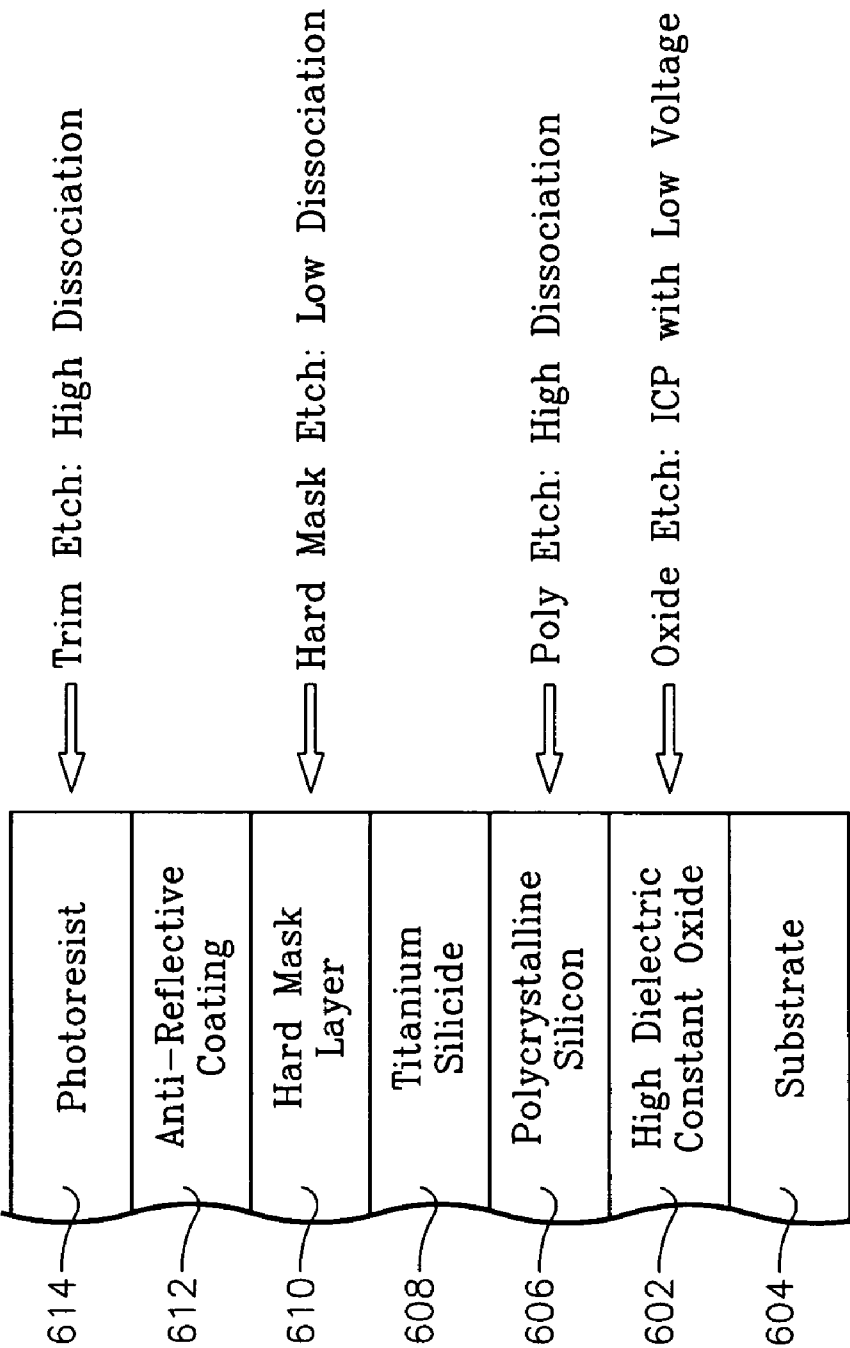 614
Photoresist
Trim Etch: High Dissociation
612
Anti-Reflective
Coating
610
Hard Mask
Layer
Hard Mask Etch: Low Dissociation
608
Titanium
Silicide
606
Polycrystalline
Silicon
Poly Etch: High Dissociation
602
High Dielectric
Constant Oxide
Oxide Etch: ICP with Low Voltage
604
Substrate